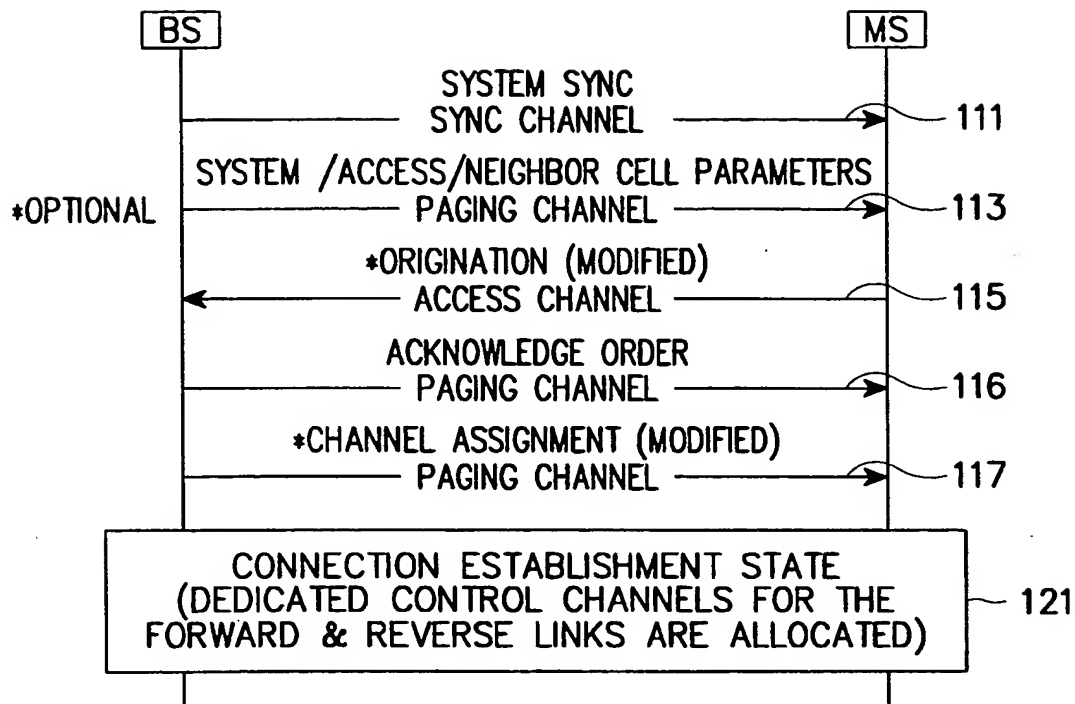 BS MS
SYSTEM SYNC
SYNC CHANNEL 111
SYSTEM /ACCESS/NEIGHBOR CELL PARAMETERS
*OPTIONAL PAGING CHANNEL 113
*ORIGINATION (MODIFIED)
ACCESS CHANNEL 115
ACKNOWLEDGE ORDER
PAGING CHANNEL 116
*CHANNEL ASSIGNMENT (MODIFIED)
PAGING CHANNEL 117
CONNECTION ESTABLISHMENT STATE
(DEDICATED CONTROL CHANNELS FOR THE 121
FORWARD & REVERSE LINKS ARE ALLOCATED)